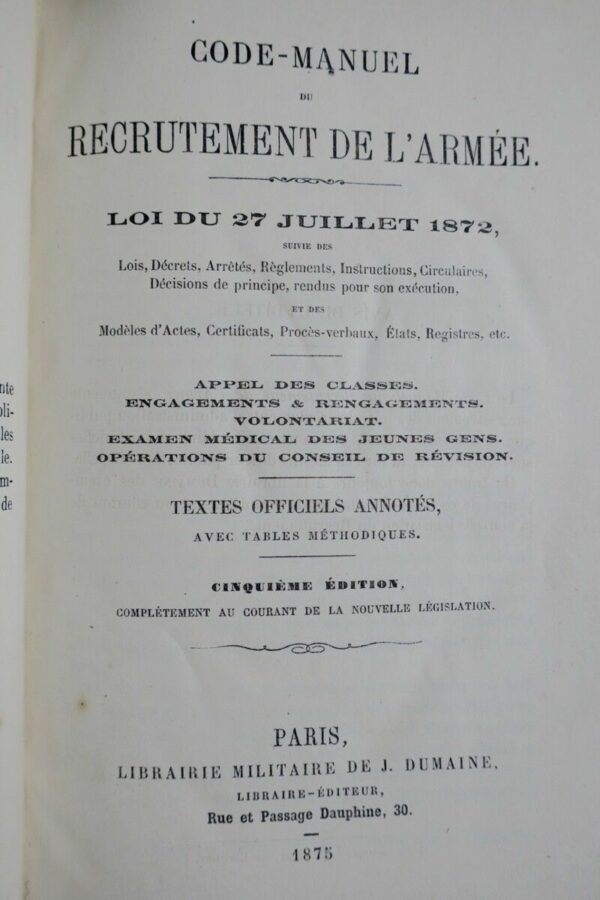 CODE-MANUEL
DU
RECRUTEMENT DE L'ARMÉE.
LOI DU 27 JUILLET 1872,
SUIVIE DES
Lois, Décrets, Arrêtés, Règlements, Instructions, Circulaires,
Décisions de principe, rendus pour son exécution,
ET DES
Modèles d'Actes, Certificats, Procès-verbaux, États, Registres, etc.
APPEL DES CLASSES.
ENGAGEMENTS & RENGAGEMENTS.
VOLONTARIAT.
EXAMEN MÉDICAL DES JEUNES GENS.
OPÉRATIONS DU CONSEIL DE RÉVISION.
TEXTES OFFICIELS ANNOTÉS,
AVEC TABLES MÉTHODIQUES.
CINQUIÈME ÉDITION,
COMPLÉTEMENT AU COURANT DE LA NOUVELLE LÉGISLATION.
PARIS,
LIBRAIRIE MILITAIRE DE J. DUMAINE,
LIBRAIRE-ÉDITEUR,
Rue et Passage Dauphine, 30.
1875